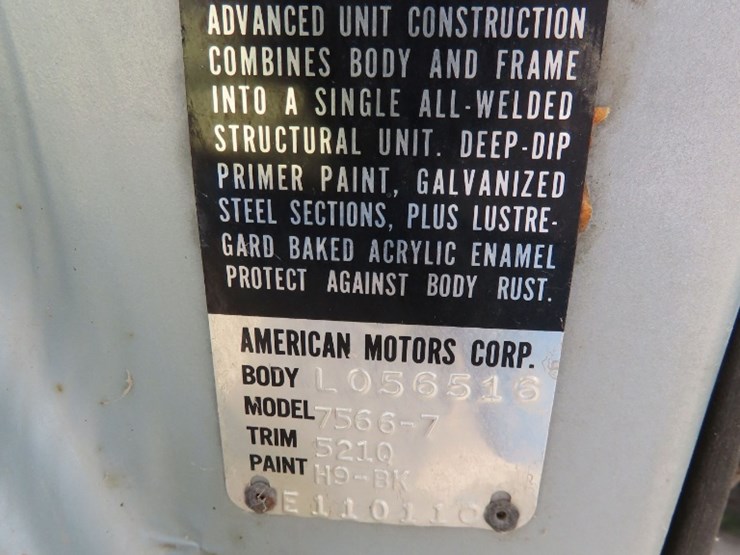 ADVANCED UNIT CONSTRUCTION
COMBINES BODY AND FRAME
INTO A SINGLE ALL-WELDED
STRUCTURAL UNIT. DEEP-DIP
PRIMER PAINT, GALVANIZED
STEEL SECTIONS, PLUS LUSTRE-
GARD BAKED ACRYLIC ENAMEL
PROTECT AGAINST BODY RUST.
AMERICAN MOTORS CORP.
BODY L056516
MODEL 7566-7
TRIM 521Q
PAINT H9-BK
E110110